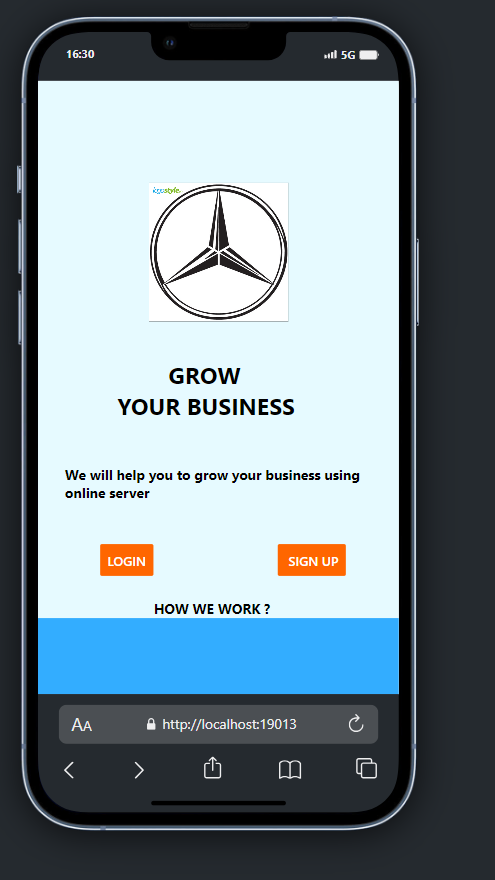 16:30
5G
kspstyle.
GROW
YOUR BUSINESS
We will help you to grow your business using
online server
LOGIN
SIGN UP
HOW WE WORK ?
AA
http://localhost:19013